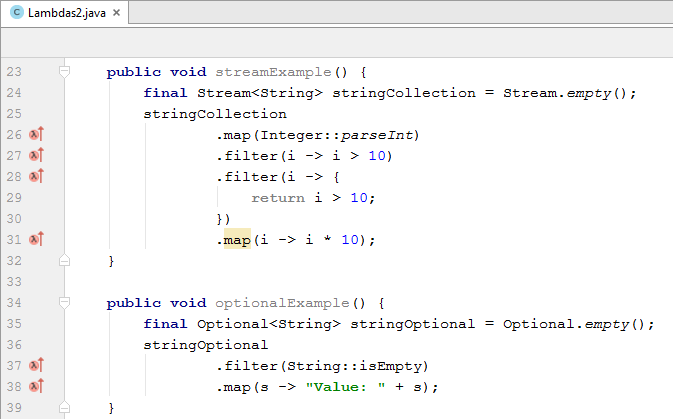 Lambdas2.java
23 public void streamExample() {
24 final Stream<String> stringCollection = Stream.empty();
25 stringCollection
26 .map(Integer::parseInt)
27 .filter(i -> i > 10)
28 .filter(i -> {
29 return i > 10;
30 })
31 .map(i -> i * 10);
32 }
33
34 public void optionalExample() {
35 final Optional<String> stringOptional = Optional.empty();
36 stringOptional
37 .filter(String::isEmpty)
38 .map(s -> "Value: " + s);
39 }